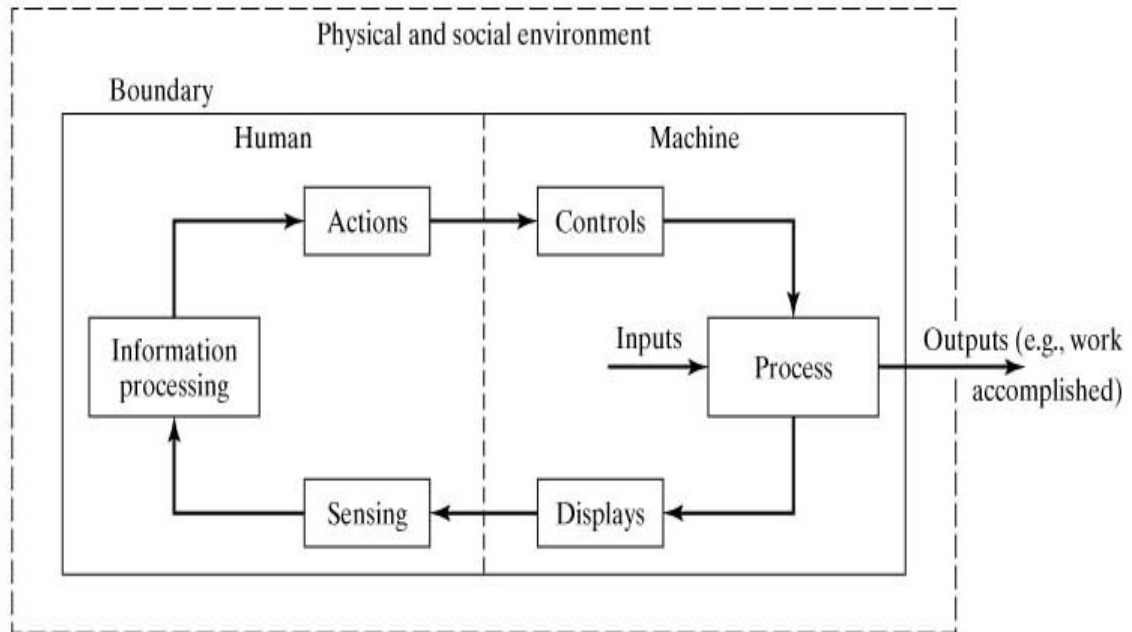 Physical and social environment
Boundary
Human
Machine
Actions
Controls
Information
processing
Inputs
Process
Outputs (e.g., work
accomplished)
Sensing
Displays